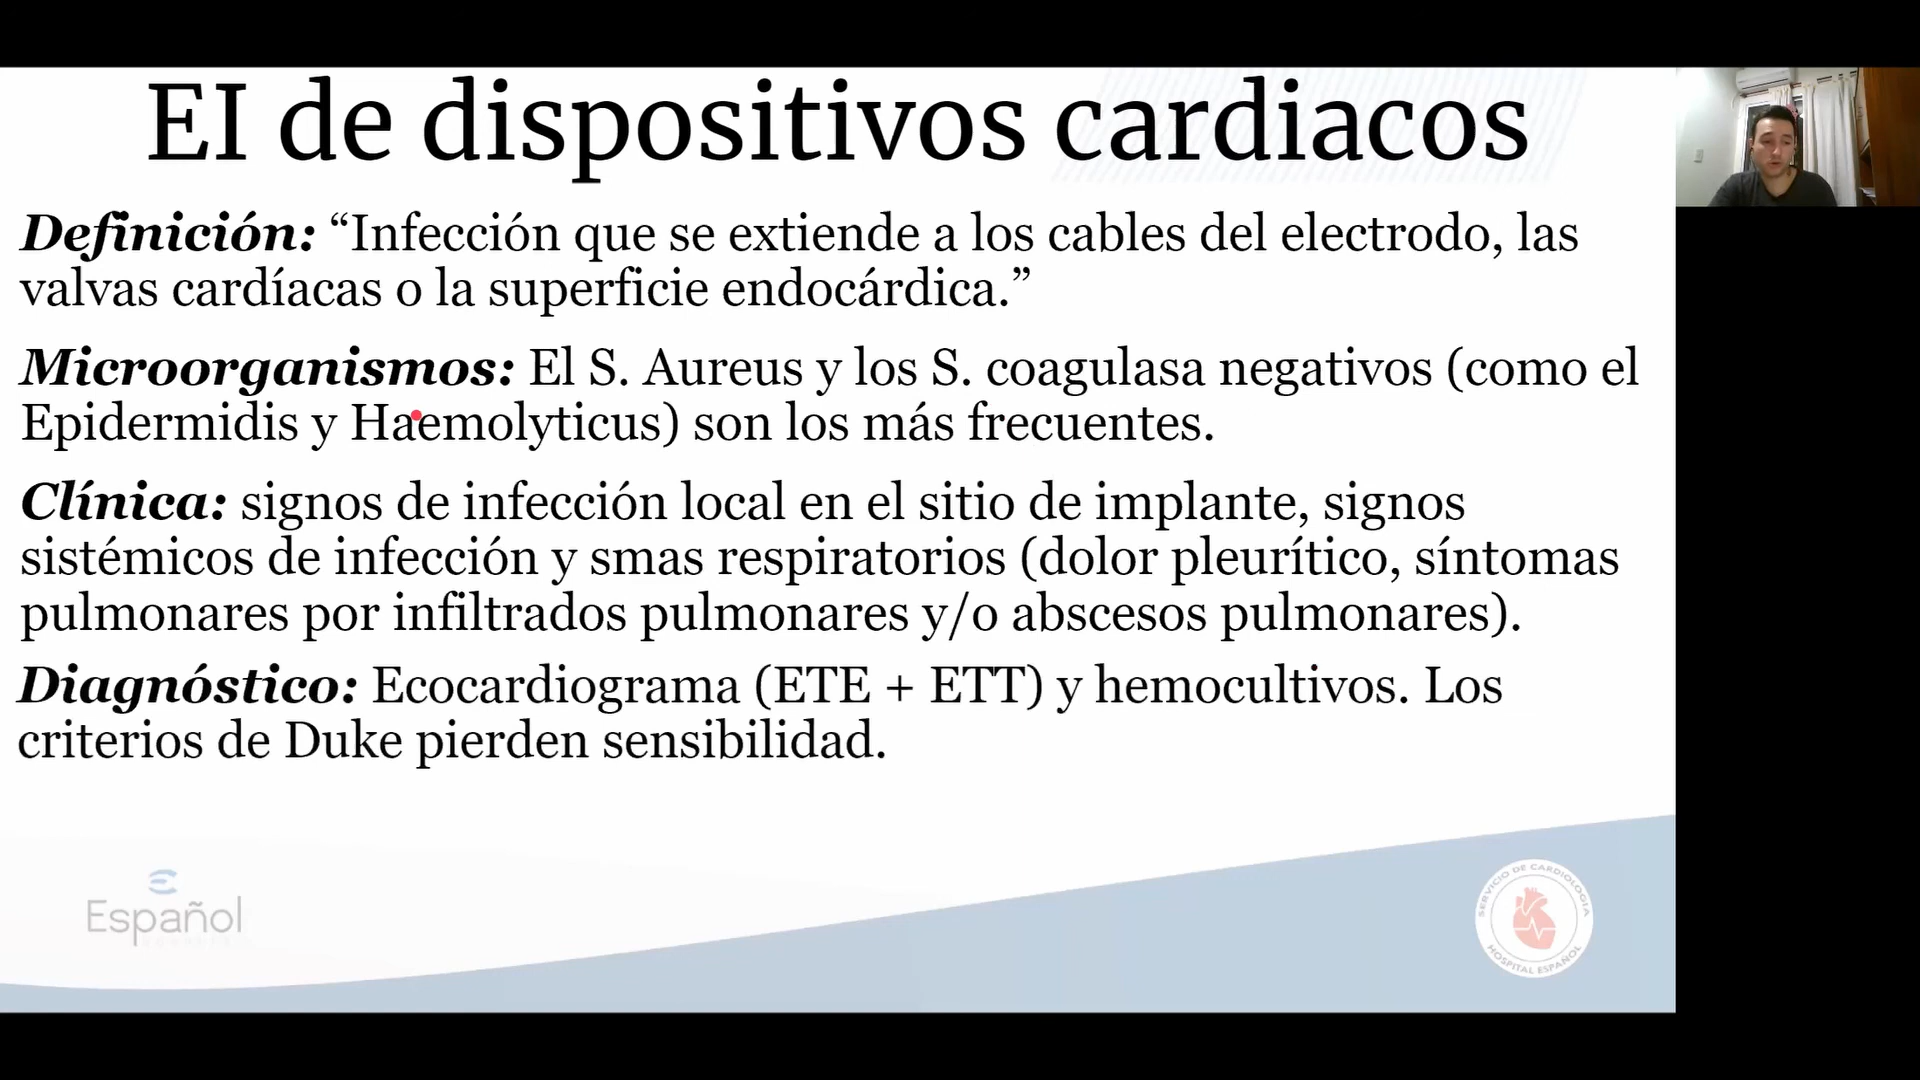 EI de dispositivos cardiacos
Definición: “Infección que se extiende a los cables del electrodo, las
valvas cardíacas o la superficie endocárdica.”
Microorganismos: El S. Aureus y los S. coagulasa negativos (como el
Epidermidis y Haemolyticus) son los más frecuentes.
Clínica: signos de infección local en el sitio de implante, signos
sistémicos de infección y smas respiratorios (dolor pleurítico, síntomas
pulmonares por infiltrados pulmonares y/o abscesos pulmonares).
Diagnóstico: Ecocardiograma (ETE + ETT) y hemocultivos. Los
criterios de Duke pierden sensibilidad.
Español
SERVICIO DE CARDIOLOGIA
HOSPITAL ESPAÑOL